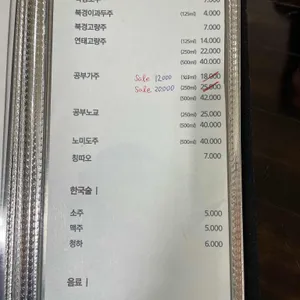 7.000
북경이과두주 (125ml) 4.000
북경고량주 7.000
연태고량주 (125ml) 14.000
(250ml) 22.000
(500ml) 40.000
공부가주 Sale 12.000 18.000
Sale 20.000 (250ml) 25.000
(500ml) 42.000
공부노교 (250ml) 25.000
(500ml) 40.000
노미도주 (500ml) 40.000
칭따오 7.000
한국술 |
소주 5.000
맥주 5.000
청하 6.000
음료 |